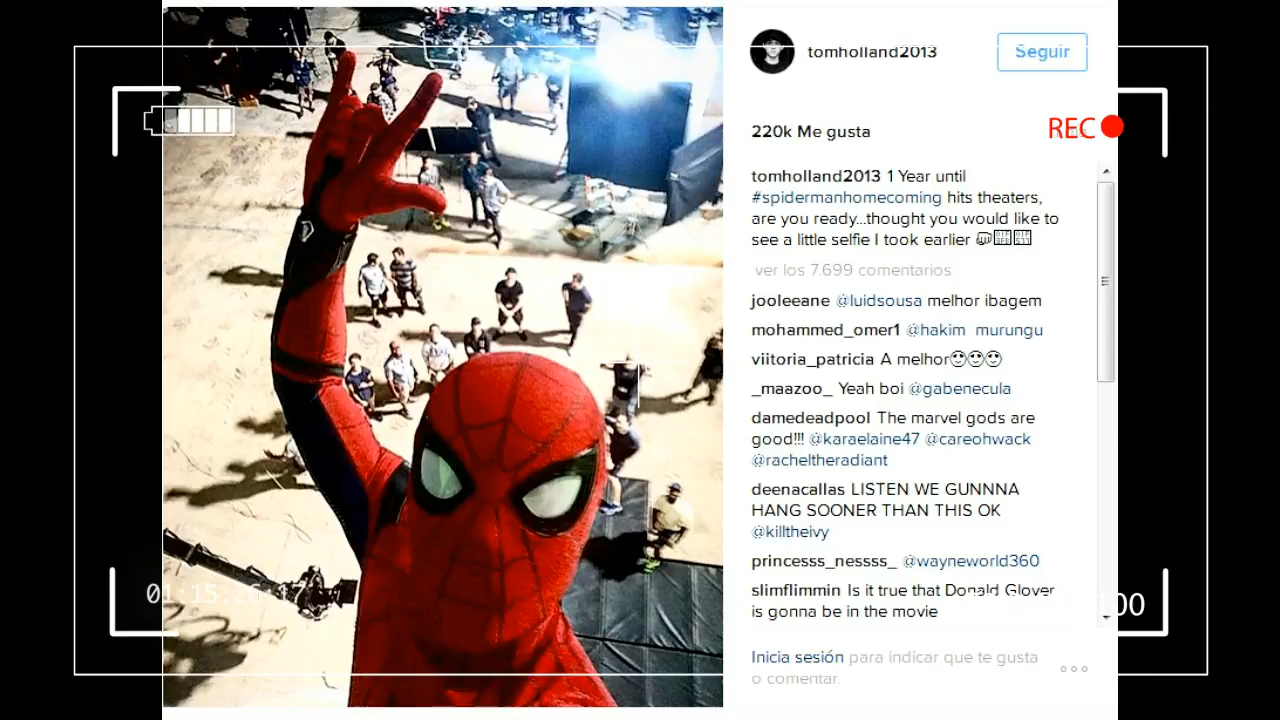 tomholland2013
Seguir
220k Me gusta
REC
tomholland2013 1 Year until
#spidermanhomecoming hits theaters,
are you ready...thought you would like to
see a little selfie I took earlier
ver los 7.699 comentarios
jooleeane @luidsousa melhor ibagem
mohammed_omer1 @hakim_murungu
viitoria_patricia A melhor
_maazoo_ Yeah boi @gabenecula
damedeadpool The marvel gods are
good!!! @karaelaine47 @careohwack
@racheltheradiant
deenacallas LISTEN WE GUNNNA
HANG SOONER THAN THIS OK
@killtheivy
princesss_nessss_ @wayneworld360
slimflimmin Is it true that Donald Glover
is gonna be in the movie
Inicia sesión para indicar que te gusta
o comentar.